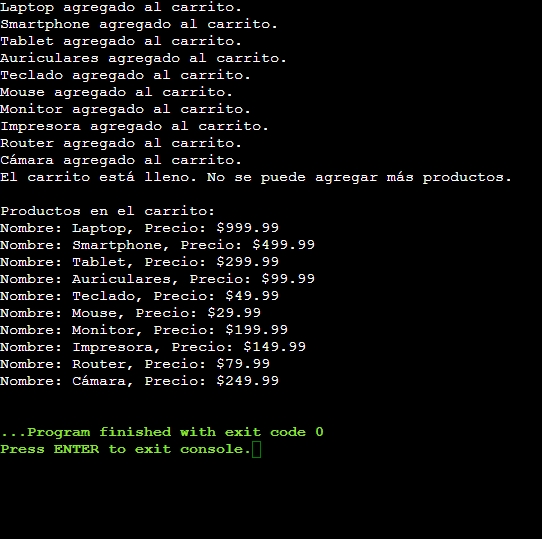 Laptop agregado al carrito.
Smartphone agregado al carrito.
Tablet agregado al carrito.
Auriculares agregado al carrito.
Teclado agregado al carrito.
Mouse agregado al carrito.
Monitor agregado al carrito.
Impresora agregado al carrito.
Router agregado al carrito.
Cámara agregado al carrito.
El carrito está lleno. No se puede agregar más productos.
Productos en el carrito:
Nombre: Laptop, Precio: $999.99
Nombre: Smartphone, Precio: $499.99
Nombre: Tablet, Precio: $299.99
Nombre: Auriculares, Precio: $99.99
Nombre: Teclado, Precio: $49.99
Nombre: Mouse, Precio: $29.99
Nombre: Monitor, Precio: $199.99
Nombre: Impresora, Precio: $149.99
Nombre: Router, Precio: $79.99
Nombre: Cámara, Precio: $249.99
...Program finished with exit code 0
Press ENTER to exit console.